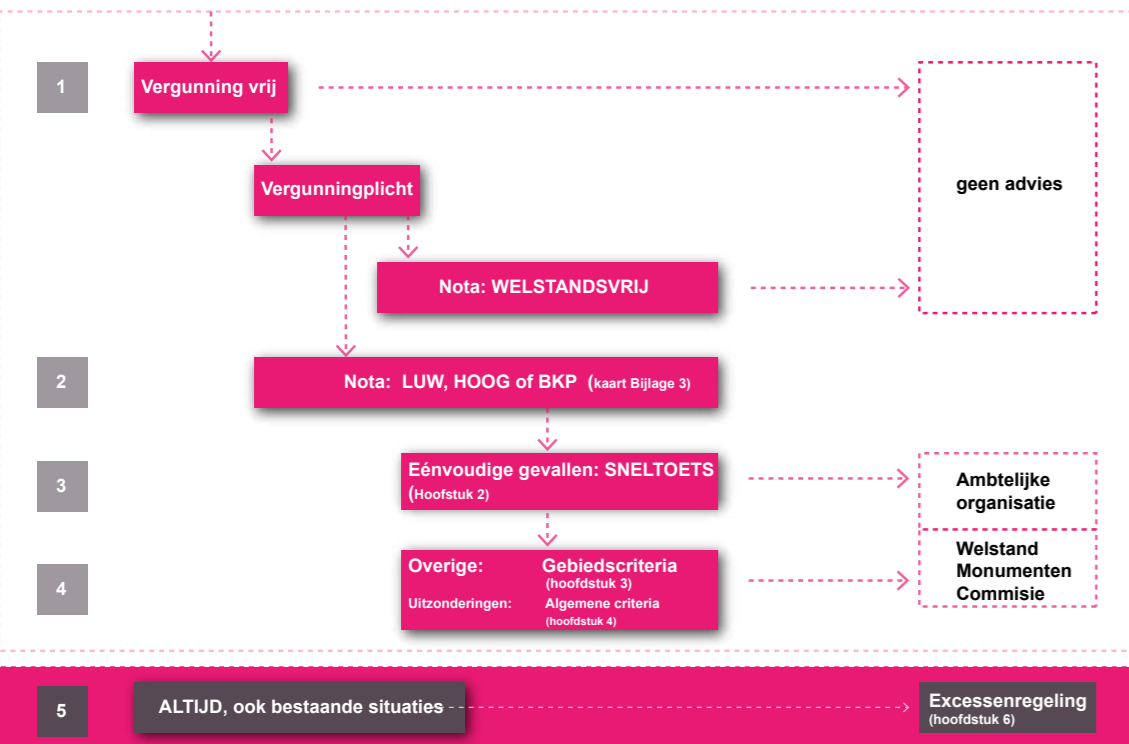 1
Vergunning vrij
geen advies
Vergunningplicht
Nota: WELSTANDSVRIJ
2
Nota: LUW, HOOG of BKP (kaart Bijlage 3)
3
Eénvoudige gevallen: SNELTOETS
(Hoofstuk 2)
Ambtelijke
organisatie
4
Overige: Gebiedscriteria
(hoofdstuk 3)
Uitzonderingen: Algemene criteria
(hoofdstuk 4)
Welstand
Monumenten
Commisie
5
ALTIJD, ook bestaande situaties
Excessenregeling
(hoofdstuk 6)